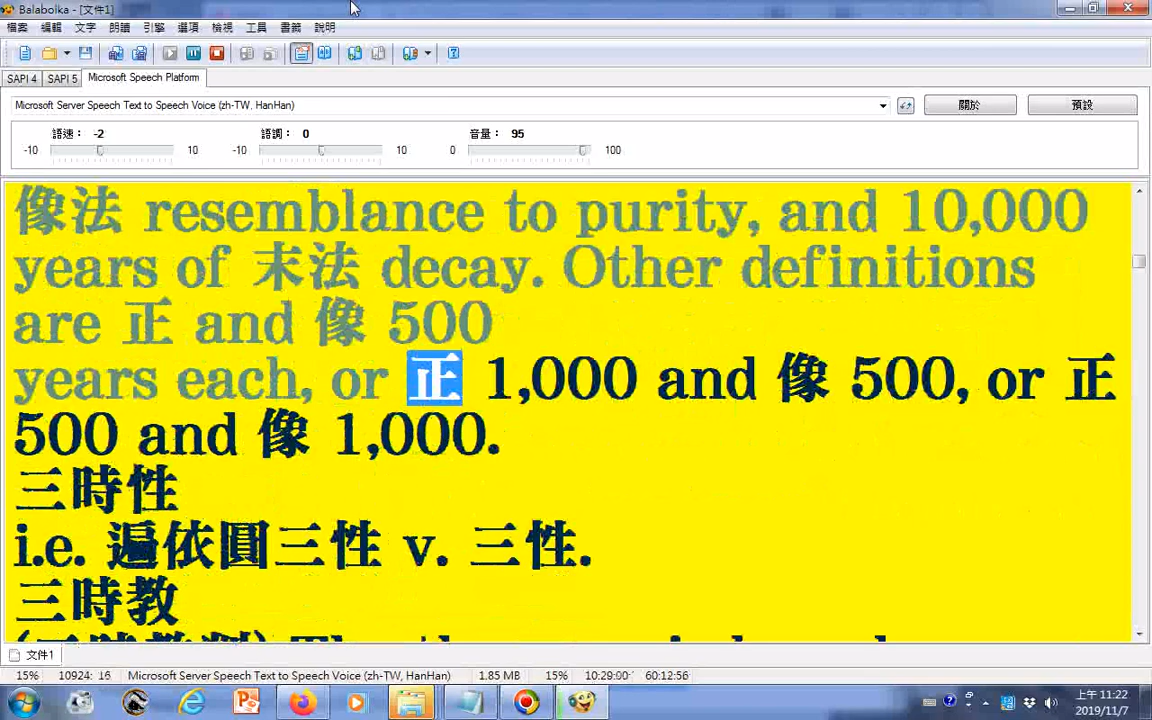 Balabolka - [文件1]
檔案 編輯 文字 朗讀 引擎 選項 檢視 工具 書籤 說明
SAPI 4 SAPI 5 Microsoft Speech Platform
Microsoft Server Speech Text to Speech Voice (zh-TW, HanHan) 關於 預設
語速： -2 語調： 0 音量： 95
-10 10 -10 10 0 100
像法 resemblance to purity, and 10,000
years of 末法 decay. Other definitions
are 正 and 像 500
years each, or 正 1,000 and 像 500, or 正
500 and 像 1,000.
三時性
i.e. 遍依圓三性 v. 三性.
三時教
文件1
15% 10924: 16 Microsoft Server Speech Text to Speech Voice (zh-TW, HanHan) 1.85 MB 15% 10:29:00 60:12:56
上午 11:22
2019/11/7